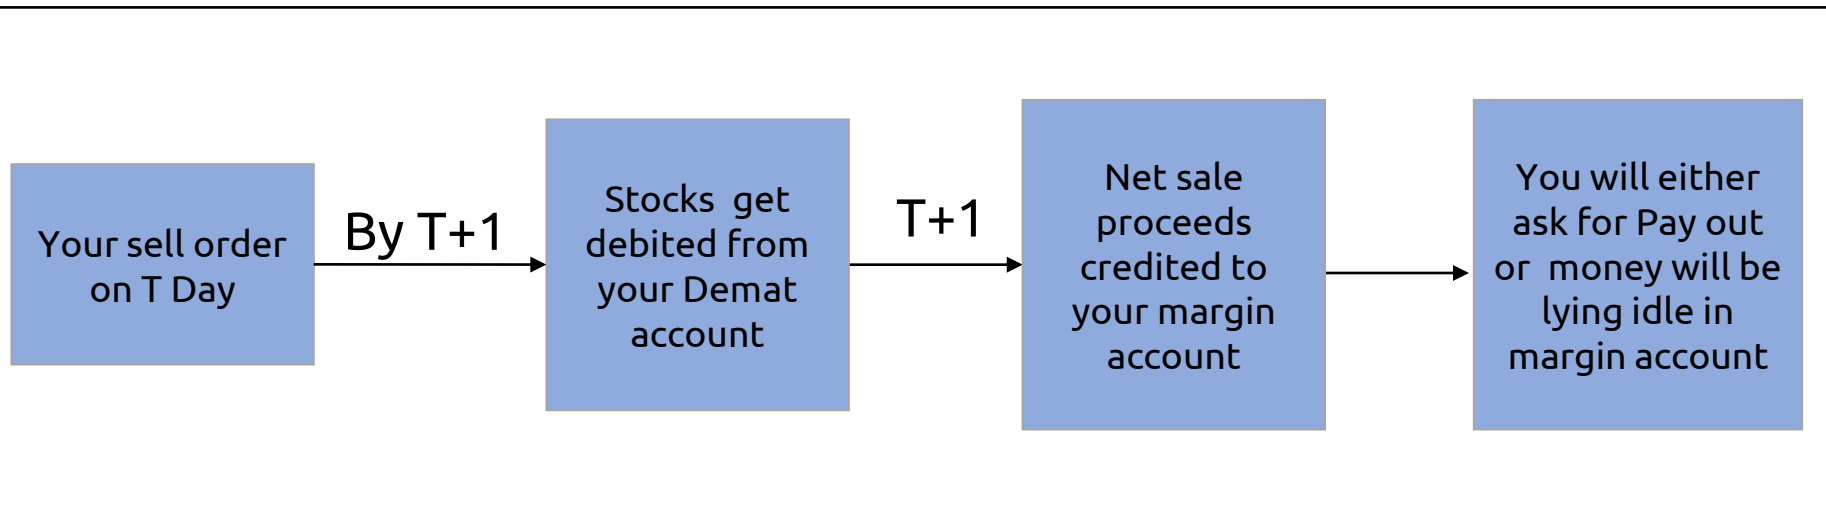 Your sell order
on T Day
By T+1
Stocks  get
debited from
your Demat
account
T+1
Net sale
proceeds
credited to
your margin
account
You will either
ask for Pay out
or  money will be
lying idle in
margin account